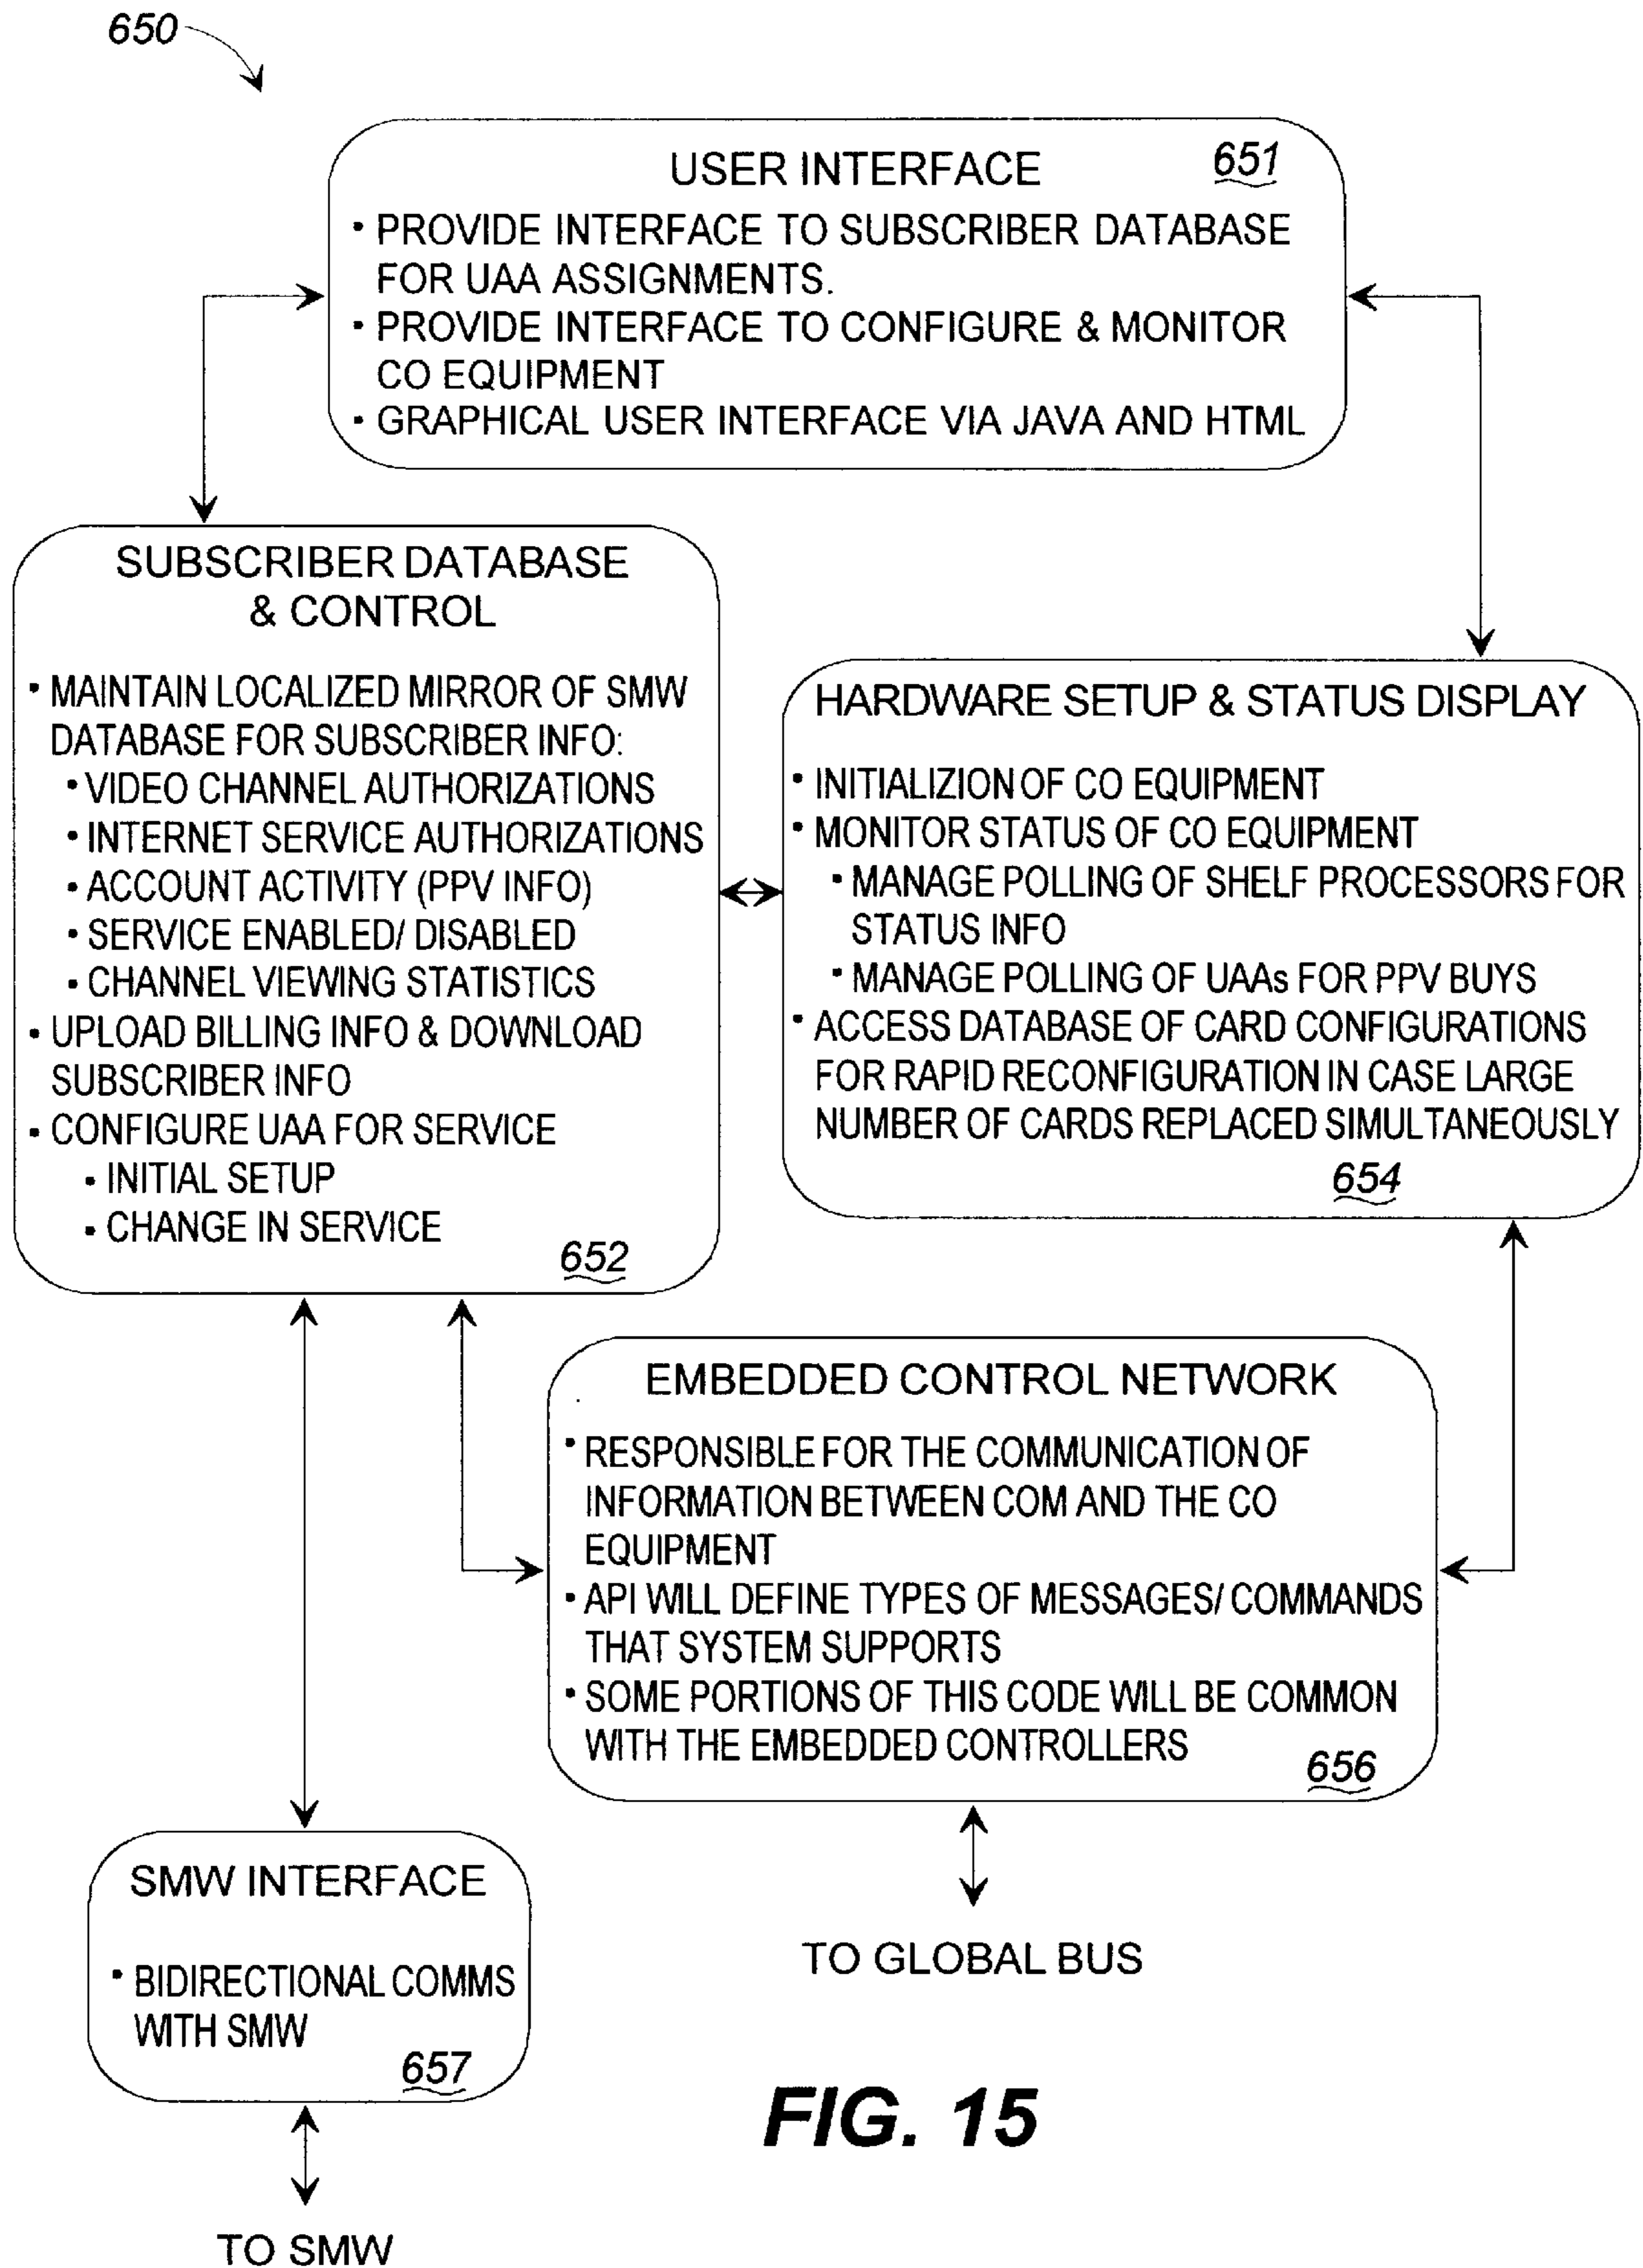 650
USER INTERFACE 651
• PROVIDE INTERFACE TO SUBSCRIBER DATABASE
FOR UAA ASSIGNMENTS.
• PROVIDE INTERFACE TO CONFIGURE & MONITOR
CO EQUIPMENT
• GRAPHICAL USER INTERFACE VIA JAVA AND HTML
SUBSCRIBER DATABASE
& CONTROL
• MAINTAIN LOCALIZED MIRROR OF SMW
DATABASE FOR SUBSCRIBER INFO:
• VIDEO CHANNEL AUTHORIZATIONS
• INTERNET SERVICE AUTHORIZATIONS
• ACCOUNT ACTIVITY (PPV INFO)
• SERVICE ENABLED/ DISABLED
• CHANNEL VIEWING STATISTICS
• UPLOAD BILLING INFO & DOWNLOAD
SUBSCRIBER INFO
• CONFIGURE UAA FOR SERVICE
• INITIAL SETUP
• CHANGE IN SERVICE
652
HARDWARE SETUP & STATUS DISPLAY
• INITIALIZION OF CO EQUIPMENT
• MONITOR STATUS OF CO EQUIPMENT
• MANAGE POLLING OF SHELF PROCESSORS FOR
STATUS INFO
• MANAGE POLLING OF UAAs FOR PPV BUYS
• ACCESS DATABASE OF CARD CONFIGURATIONS
FOR RAPID RECONFIGURATION IN CASE LARGE
NUMBER OF CARDS REPLACED SIMULTANEOUSLY
654
EMBEDDED CONTROL NETWORK
• RESPONSIBLE FOR THE COMMUNICATION OF
INFORMATION BETWEEN COM AND THE CO
EQUIPMENT
• API WILL DEFINE TYPES OF MESSAGES/ COMMANDS
THAT SYSTEM SUPPORTS
• SOME PORTIONS OF THIS CODE WILL BE COMMON
WITH THE EMBEDDED CONTROLLERS
656
SMW INTERFACE
• BIDIRECTIONAL COMMS
WITH SMW
657
TO GLOBAL BUS
TO SMW
FIG. 15